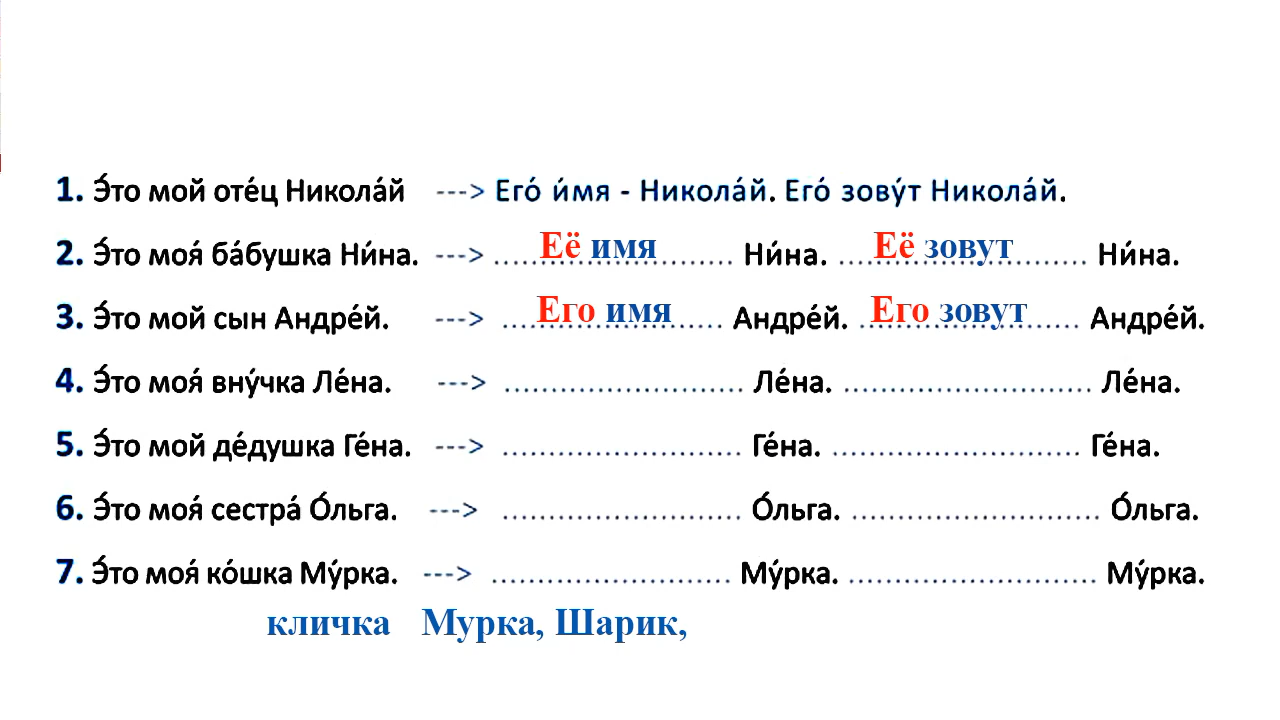 1. Э́то мой оте́ц Никола́й ---> Его́ и́мя - Никола́й. Его́ зову́т Никола́й.
2. Э́то моя́ ба́бушка Ни́на. ---> Её имя Ни́на. Её зовут Ни́на.
3. Э́то мой сын Андре́й. ---> Его имя Андре́й. Его зовут Андре́й.
4. Э́то моя́ вну́чка Ле́на. ---> ........................ Ле́на. ........................ Ле́на.
5. Э́то мой де́душка Ге́на. ---> ........................ Ге́на. ........................ Ге́на.
6. Э́то моя́ сестра́ О́льга. ---> ........................ О́льга. ........................ О́льга.
7. Э́то моя́ ко́шка Му́рка. ---> ........................ Му́рка. ........................ Му́рка.
кличка Мурка, Шарик,